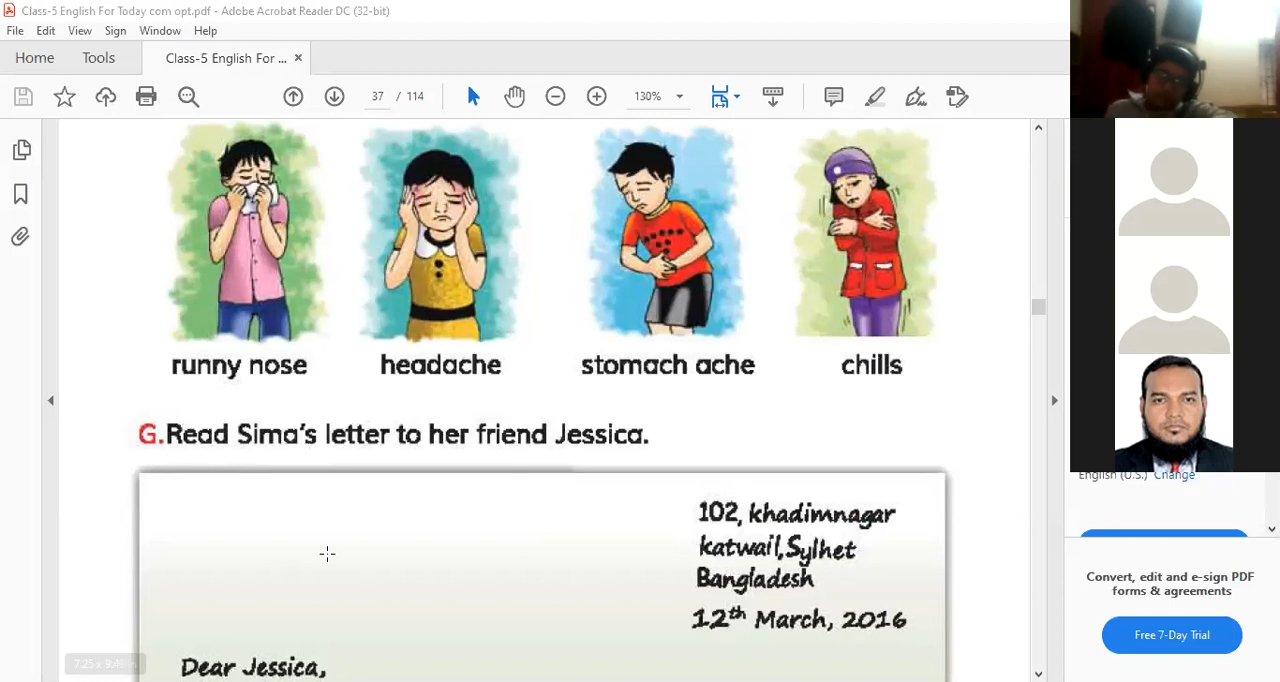 Class-5 English For Today com opt.pdf - Adobe Acrobat Reader DC (32-bit)
File Edit View Sign Window Help
Home Tools Class-5 English For ... ×
37 / 114 130%
runny nose headache stomach ache chills
G.Read Sima's letter to her friend Jessica.
102, khadimnagar
katwail, Sylhet
Bangladesh
12th March, 2016
Dear Jessica,
English (U.S.) Change
Convert, edit and e-sign PDF
forms & agreements
Free 7-Day Trial